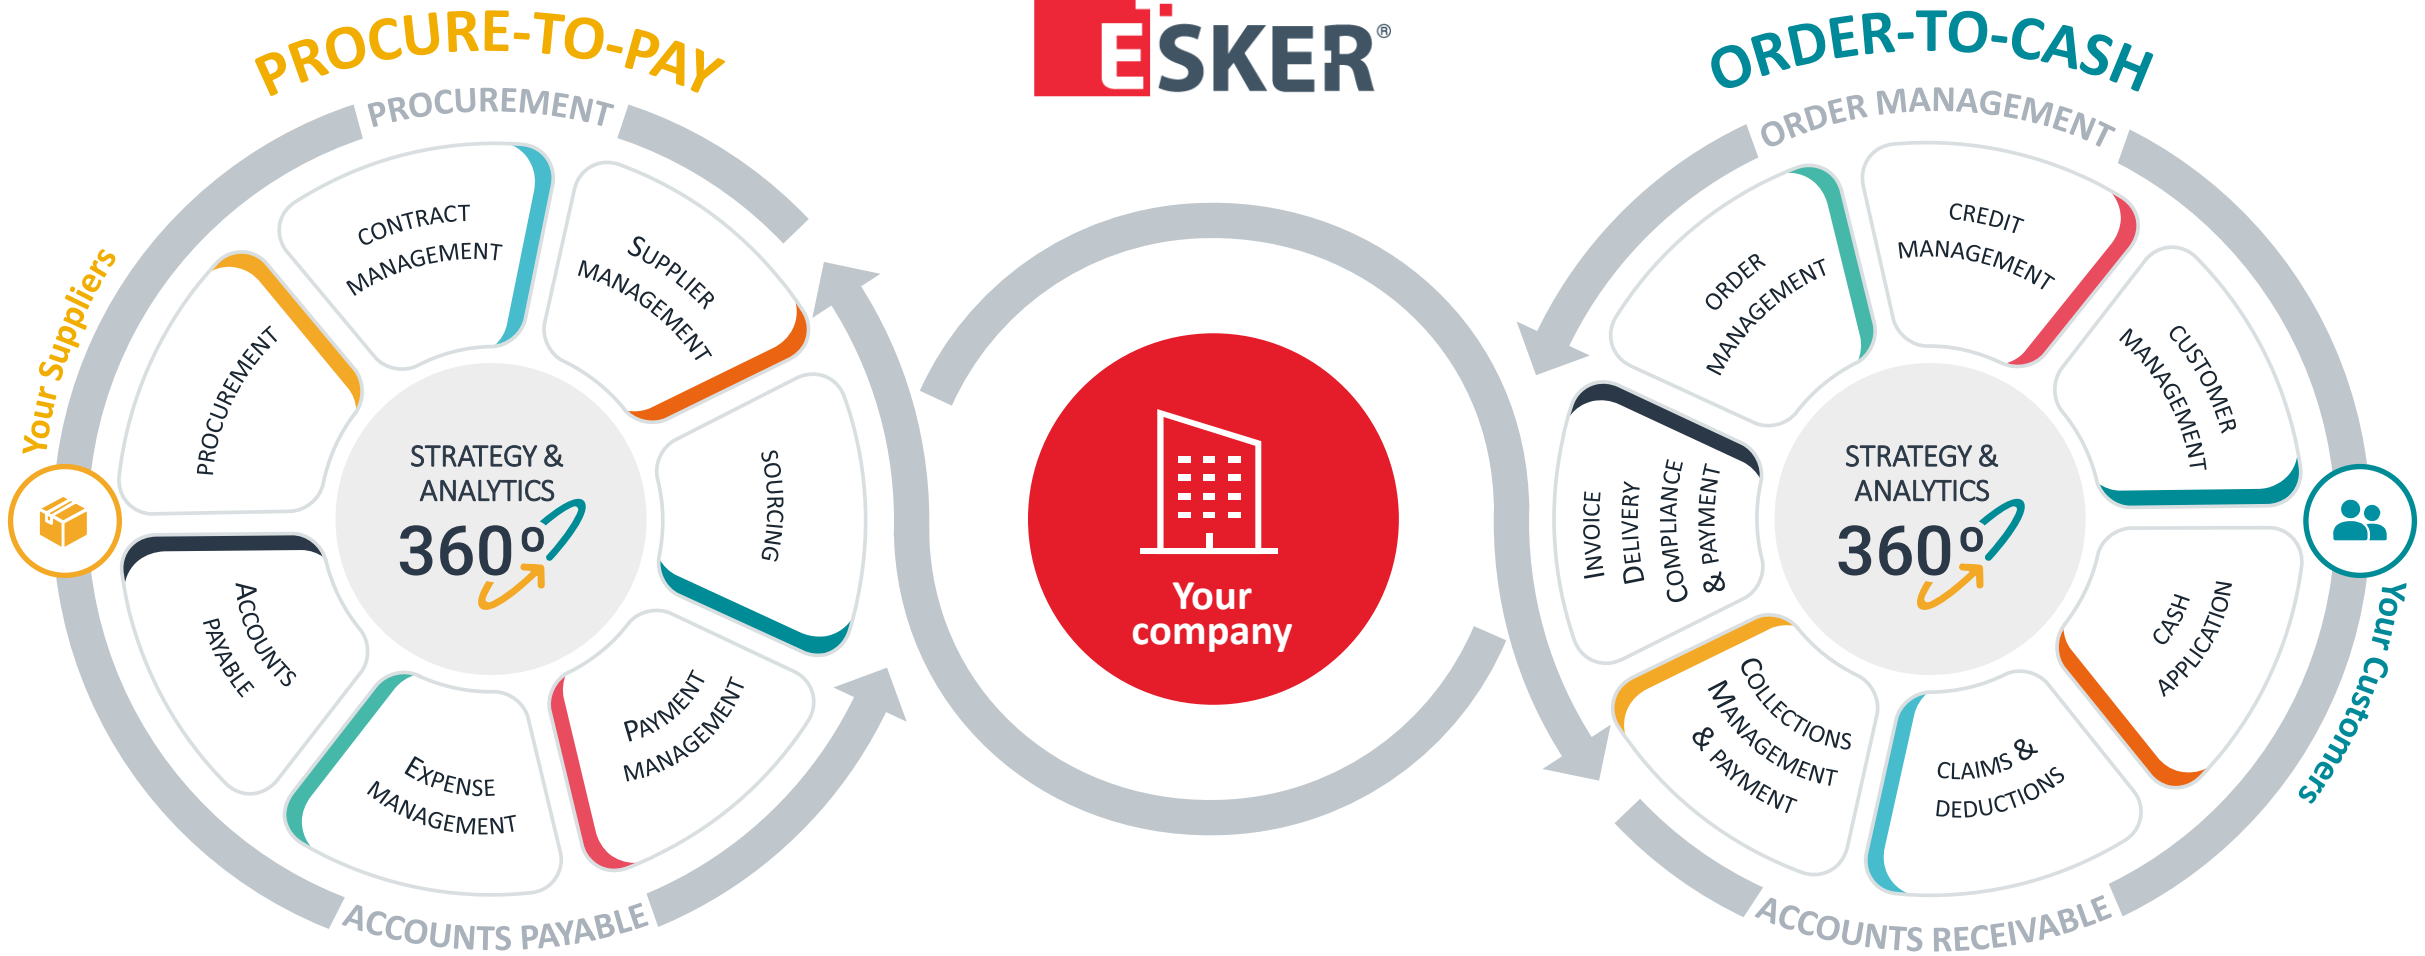 ESKER®
PROCURE-TO-PAY
PROCUREMENT
CONTRACT
MANAGEMENT
SUPPLIER
MANAGEMENT
SOURCING
PAYMENT
MANAGEMENT
EXPENSE
MANAGEMENT
ACCOUNTS
PAYABLE
PROCUREMENT
STRATEGY &
ANALYTICS
360º
Your Suppliers
ACCOUNTS PAYABLE
Your
company
ORDER-TO-CASH
ORDER MANAGEMENT
ORDER
MANAGEMENT
CREDIT
MANAGEMENT
CUSTOMER
MANAGEMENT
CASH
APPLICATION
CLAIMS &
DEDUCTIONS
COLLECTIONS
MANAGEMENT
& PAYMENT
INVOICE
DELIVERY
COMPLIANCE
& PAYMENT
STRATEGY &
ANALYTICS
360º
Your Customers
ACCOUNTS RECEIVABLE